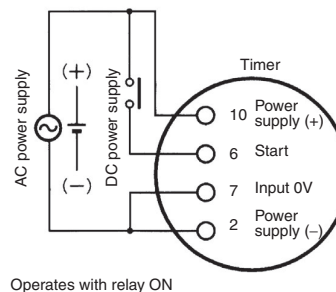 Timer
AC power supply
(+)
(−)
DC power supply
10 Power supply (+)
6 Start
7 Input 0V
2 Power supply (−)
Operates with relay ON